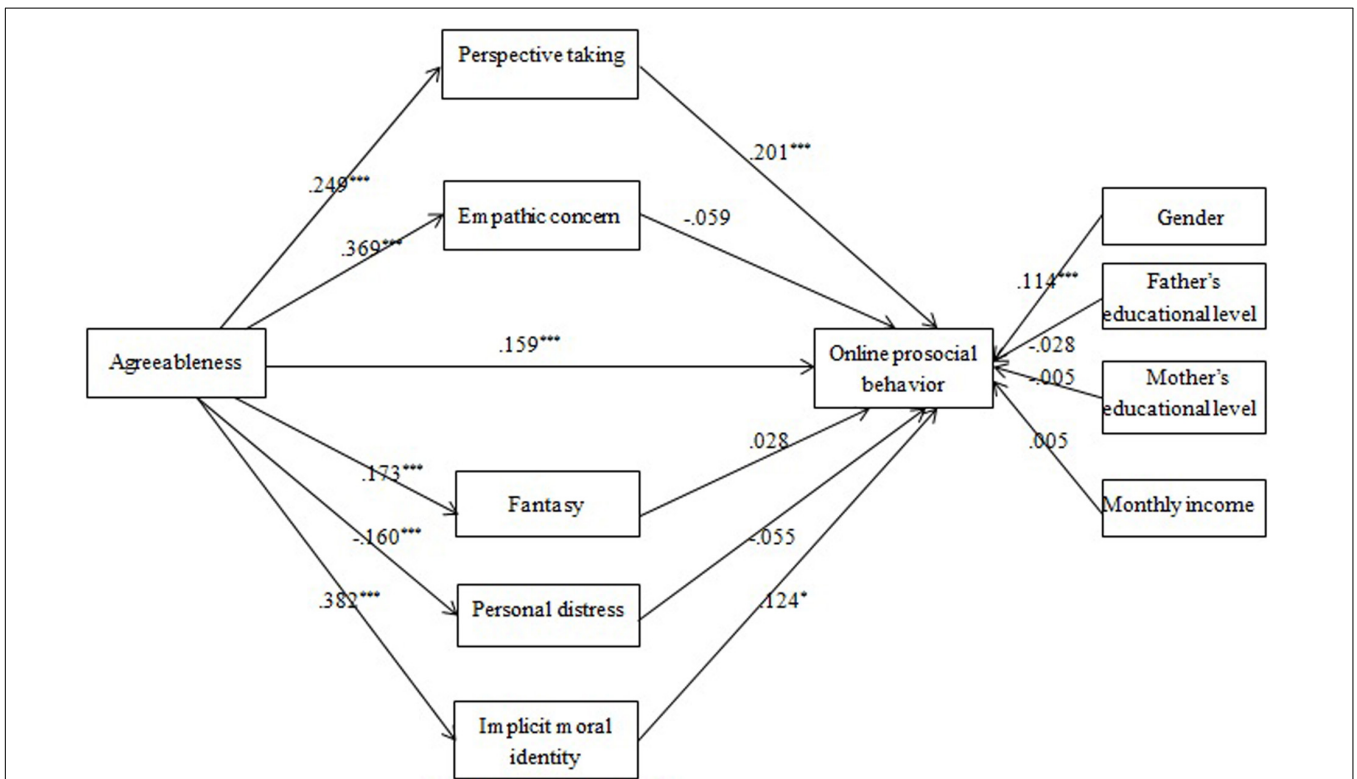 Perspective taking
.201***
.249***
Empathic concern
-.059
.369***
Gender
.114***
Father's
educational level
-.028
Agreeableness
.159***
Online prosocial
behavior
-.005
Mother's
educational level
.028
.005
.173***
Fantasy
Monthly income
-.160***
-.055
.382***
Personal distress
.124*
Implicit moral
identity